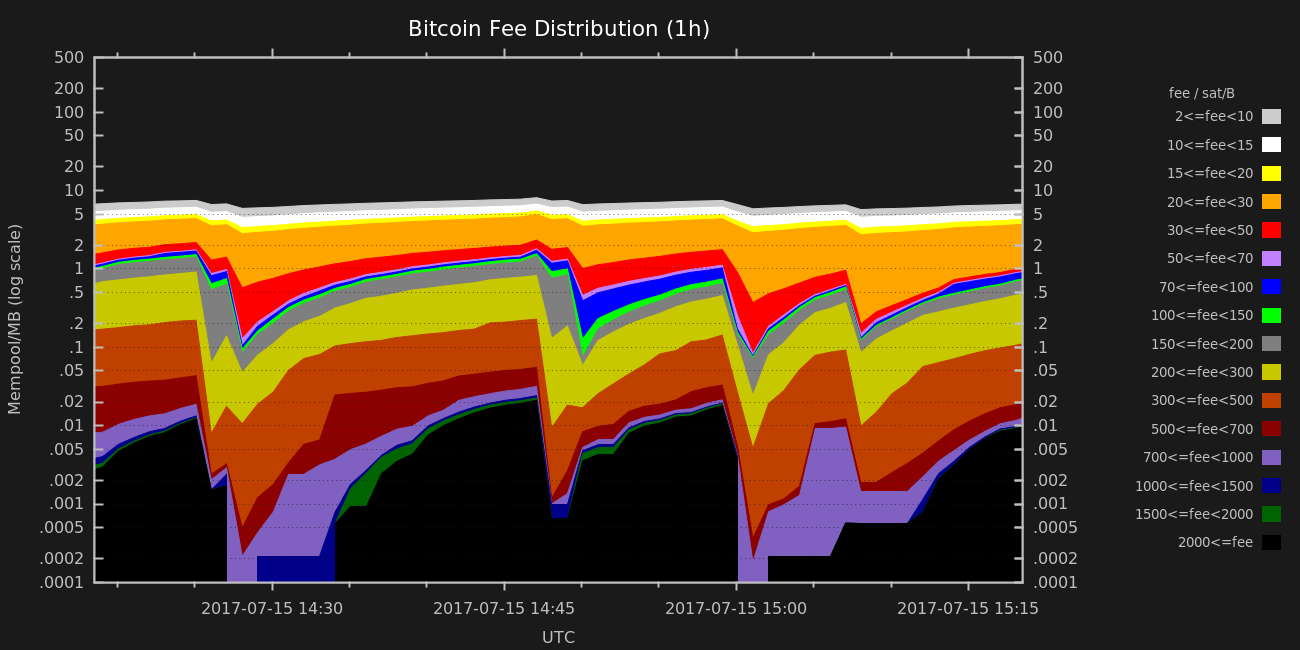 Bitcoin Fee Distribution (1h)
500 500
200 200
100 100
50 50
20 20
10 10
5 5
2 2
1 1
.5 .5
.2 .2
.1 .1
.05 .05
.02 .02
.01 .01
.005 .005
.002 .002
.001 .001
.0005 .0005
.0002 .0002
.0001 .0001
Mempool/MB (log scale)
2017-07-15 14:30 2017-07-15 14:45 2017-07-15 15:00 2017-07-15 15:15
UTC
fee / sat/B
2<=fee<10
10<=fee<15
15<=fee<20
20<=fee<30
30<=fee<50
50<=fee<70
70<=fee<100
100<=fee<150
150<=fee<200
200<=fee<300
300<=fee<500
500<=fee<700
700<=fee<1000
1000<=fee<1500
1500<=fee<2000
2000<=fee